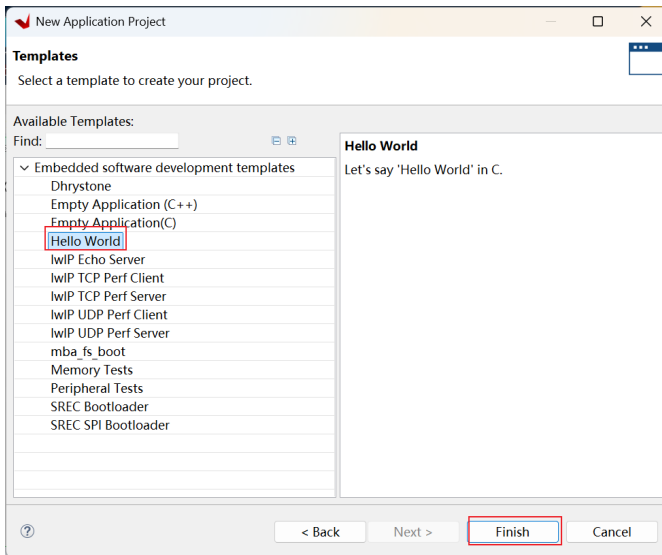 New Application Project
Templates
Select a template to create your project.
Available Templates:
Find:
Hello World
Let's say 'Hello World' in C.
Embedded software development templates
Dhrystone
Empty Application (C++)
Empty Application(C)
Hello World
lwIP Echo Server
lwIP TCP Perf Client
lwIP TCP Perf Server
lwIP UDP Perf Client
lwIP UDP Perf Server
mba_fs_boot
Memory Tests
Peripheral Tests
SREC Bootloader
SREC SPI Bootloader
?
< Back Next > Finish Cancel